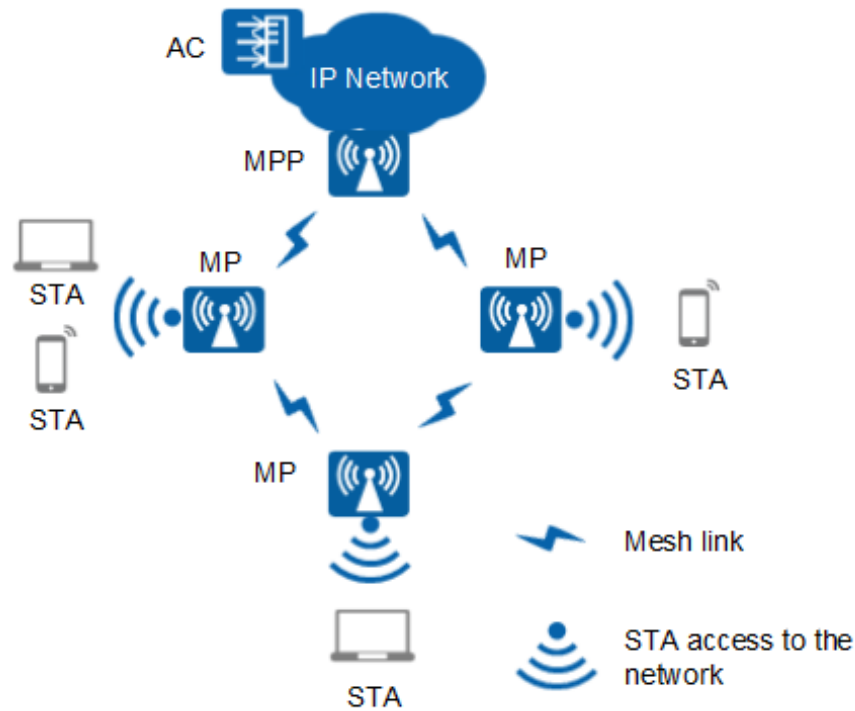 AC
IP Network
MPP
MP
MP
STA
STA
STA
MP
Mesh link
STA access to the
network
STA